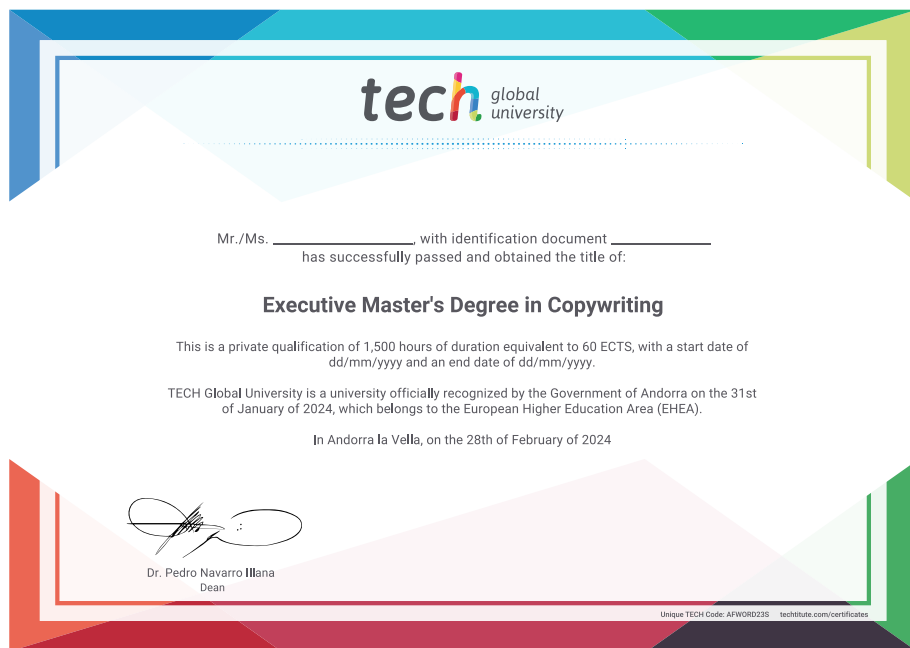 tech global university
Mr./Ms. ____________________, with identification document ______________
has successfully passed and obtained the title of:
Executive Master's Degree in Copywriting
This is a private qualification of 1,500 hours of duration equivalent to 60 ECTS, with a start date of
dd/mm/yyyy and an end date of dd/mm/yyyy.
TECH Global University is a university officially recognized by the Government of Andorra on the 31st
of January of 2024, which belongs to the European Higher Education Area (EHEA).
In Andorra la Vella, on the 28th of February of 2024
Dr. Pedro Navarro Illana
Dean
Unique TECH Code: AFWORD23S techtitute.com/certificates